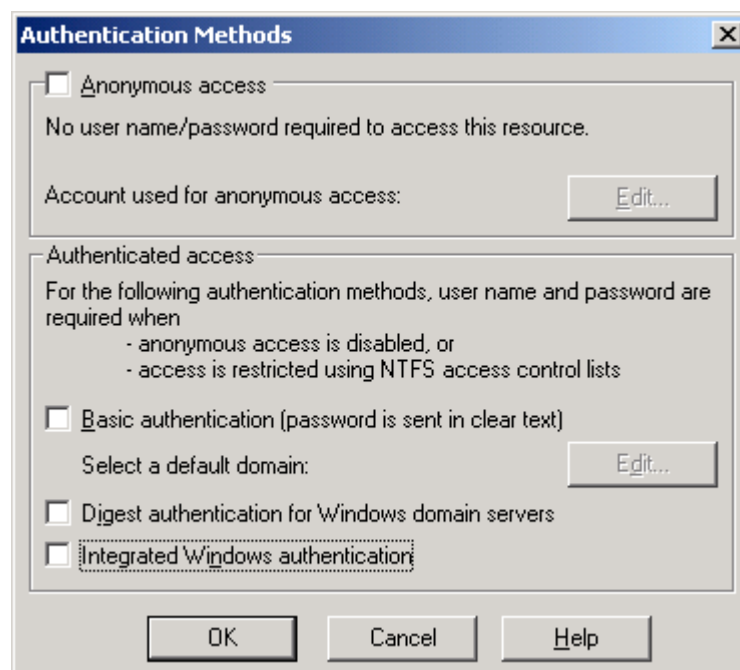 Authentication Methods
Anonymous access
No user name/password required to access this resource.
Account used for anonymous access:
Edit...
Authenticated access
For the following authentication methods, user name and password are
required when
- anonymous access is disabled, or
- access is restricted using NTFS access control lists
Basic authentication (password is sent in clear text)
Select a default domain:
Edit...
Digest authentication for Windows domain servers
Integrated Windows authentication
OK
Cancel
Help